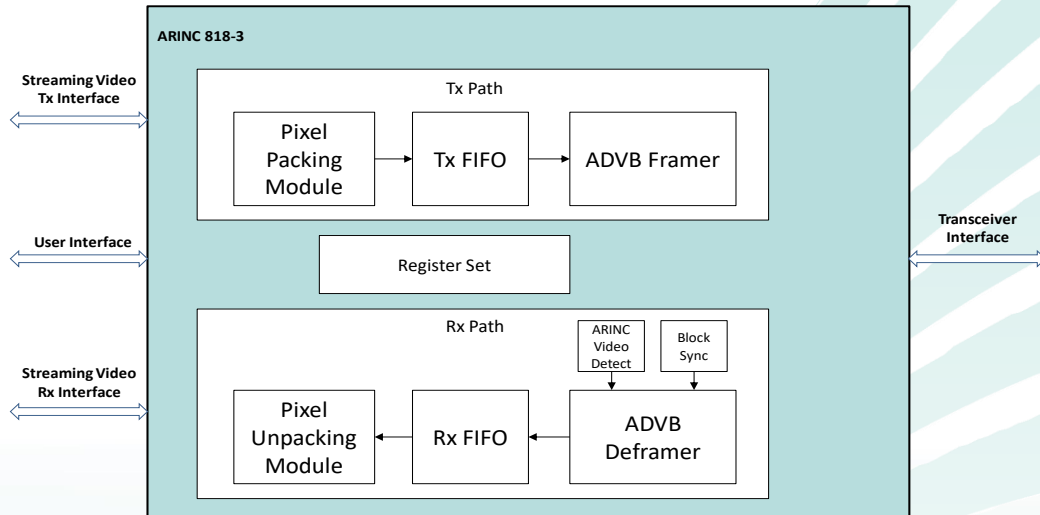 ARINC 818-3
Streaming Video
Tx Interface
Tx Path
Pixel
Packing
Module
Tx FIFO
ADVB Framer
User Interface
Register Set
Transceiver
Interface
Rx Path
ARINC
Video
Detect
Block
Sync
Streaming Video
Rx Interface
Pixel
Unpacking
Module
Rx FIFO
ADVB
Deframer